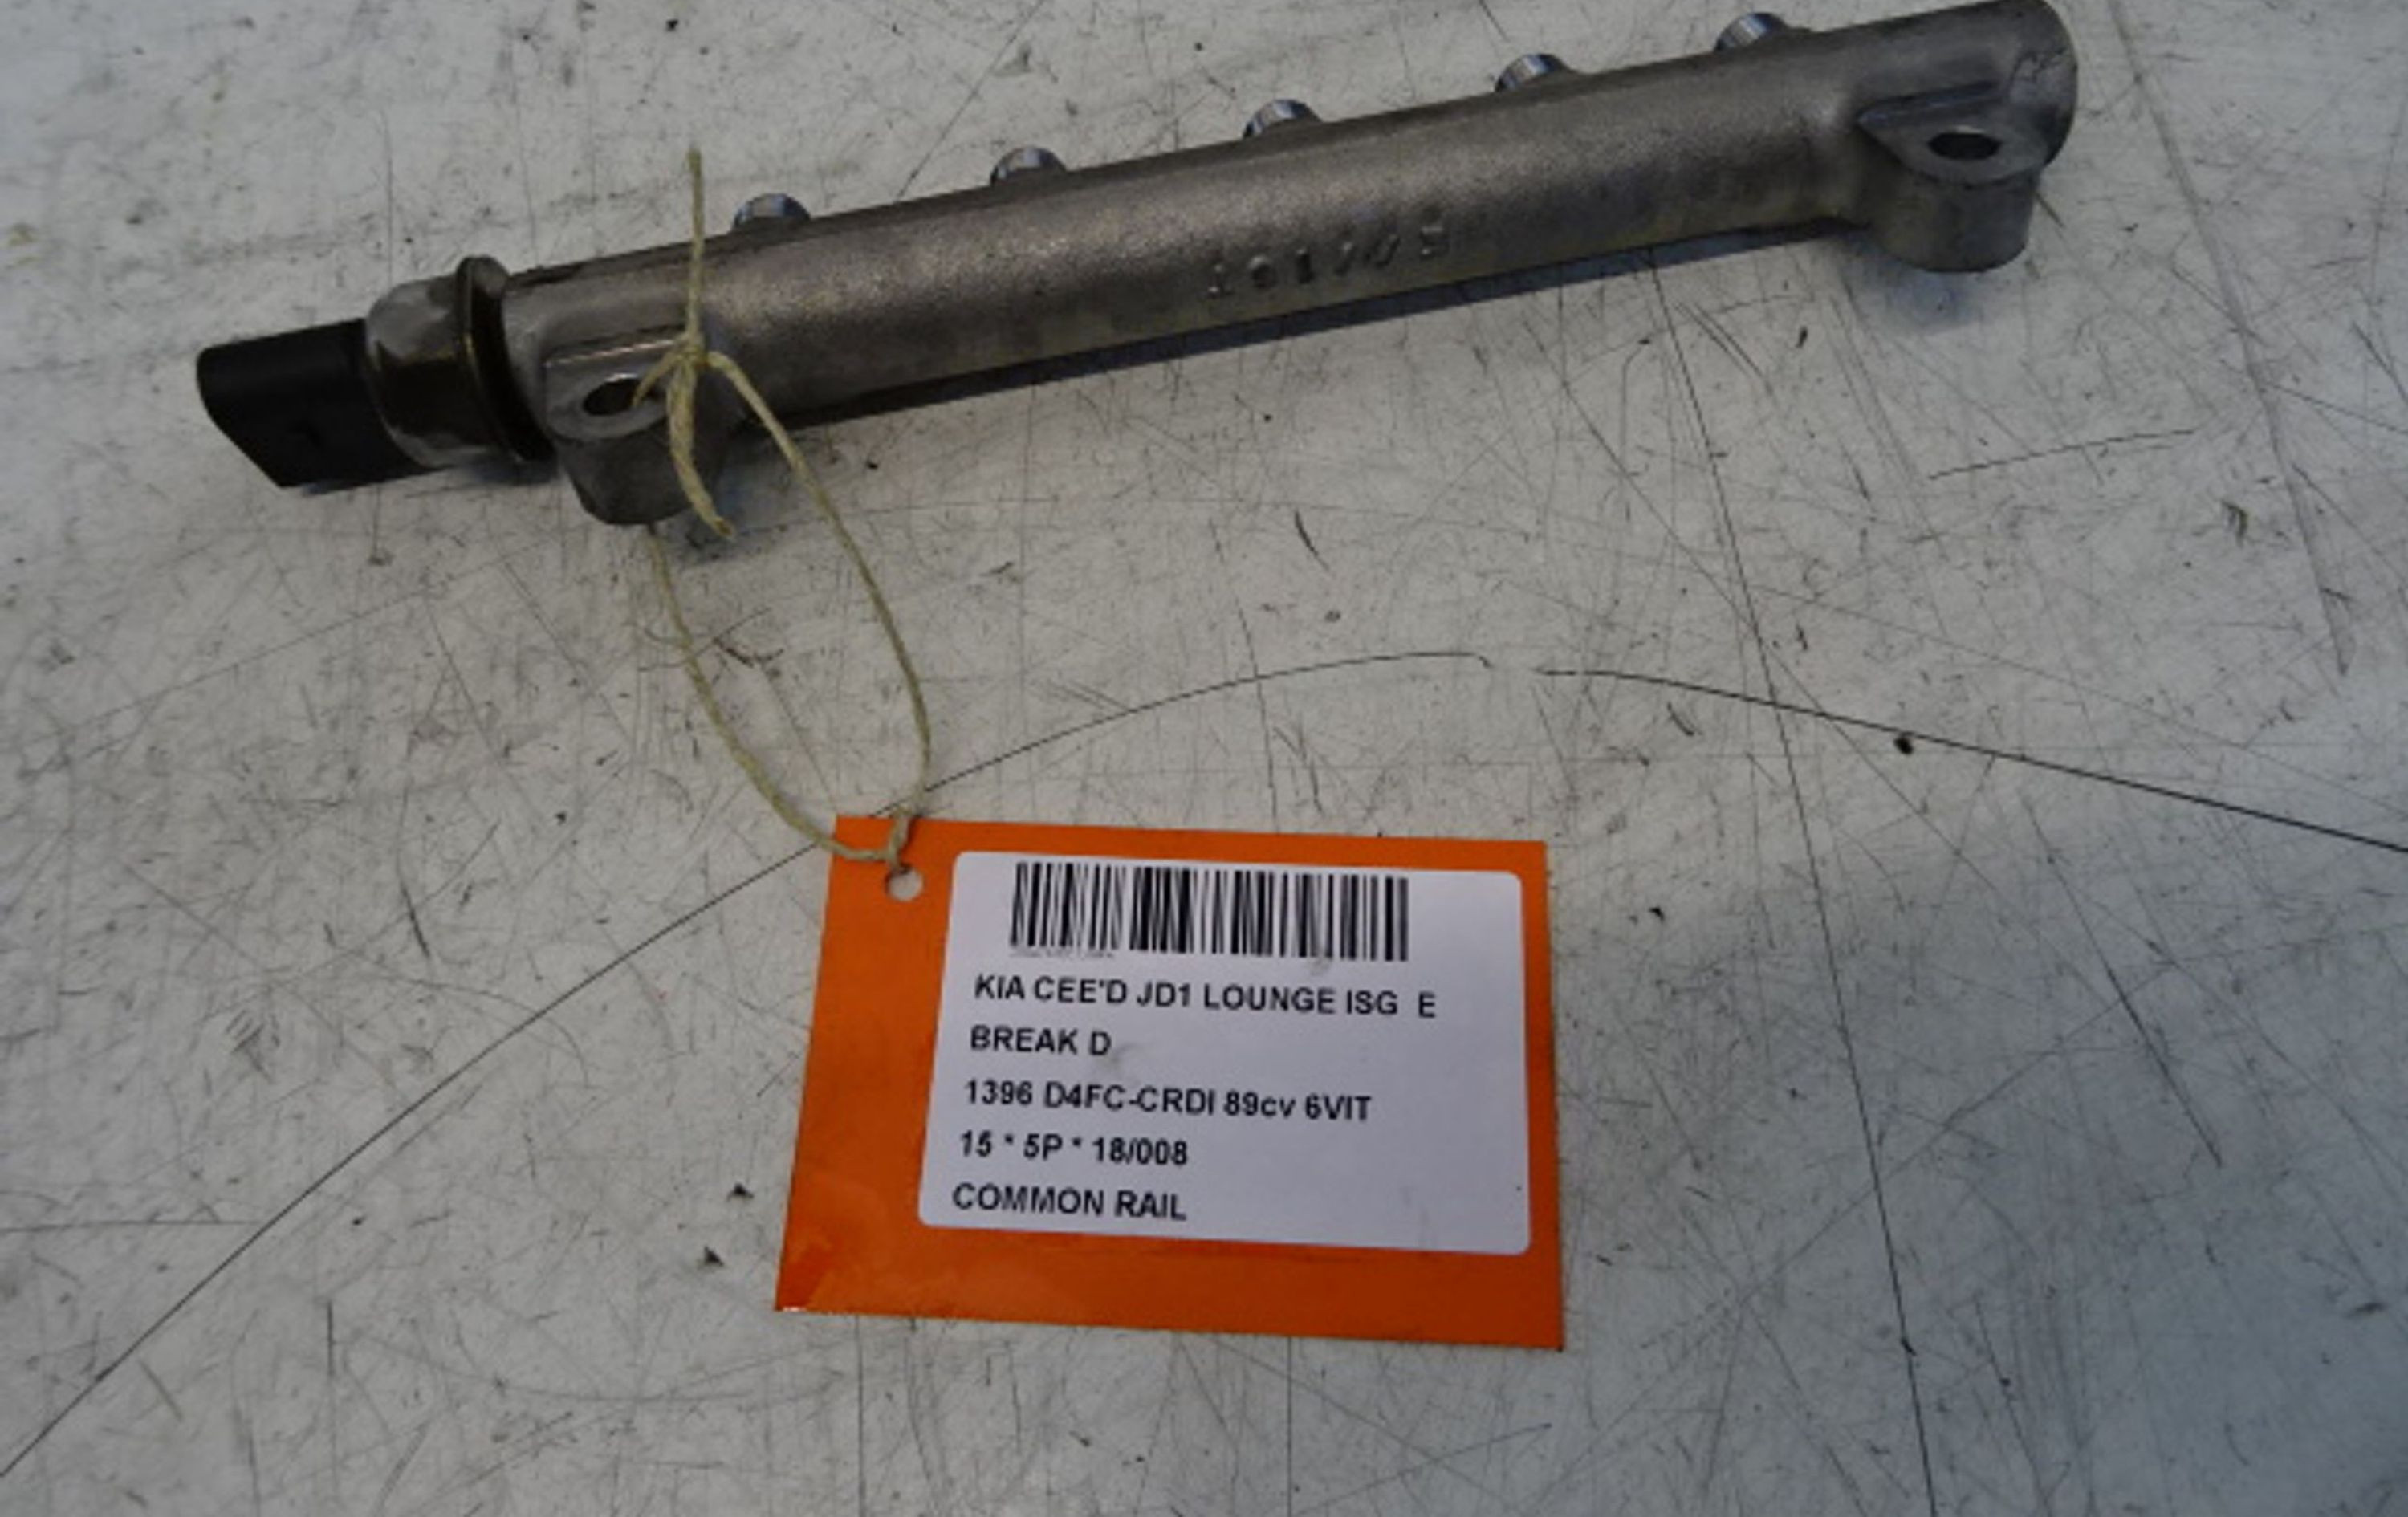 KIA CEE'D JD1 LOUNGE ISG E
BREAK D
1396 D4FC-CRDI 89cv 6VIT
15 * 5P * 18/008
COMMON RAIL